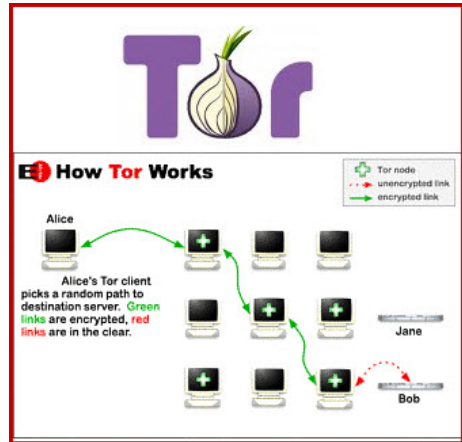 Tor
EFF How Tor Works
Tor node
unencrypted link
encrypted link
Alice
Alice's Tor client
picks a random path to
destination server. Green
links are encrypted, red
links are in the clear.
Jane
Bob